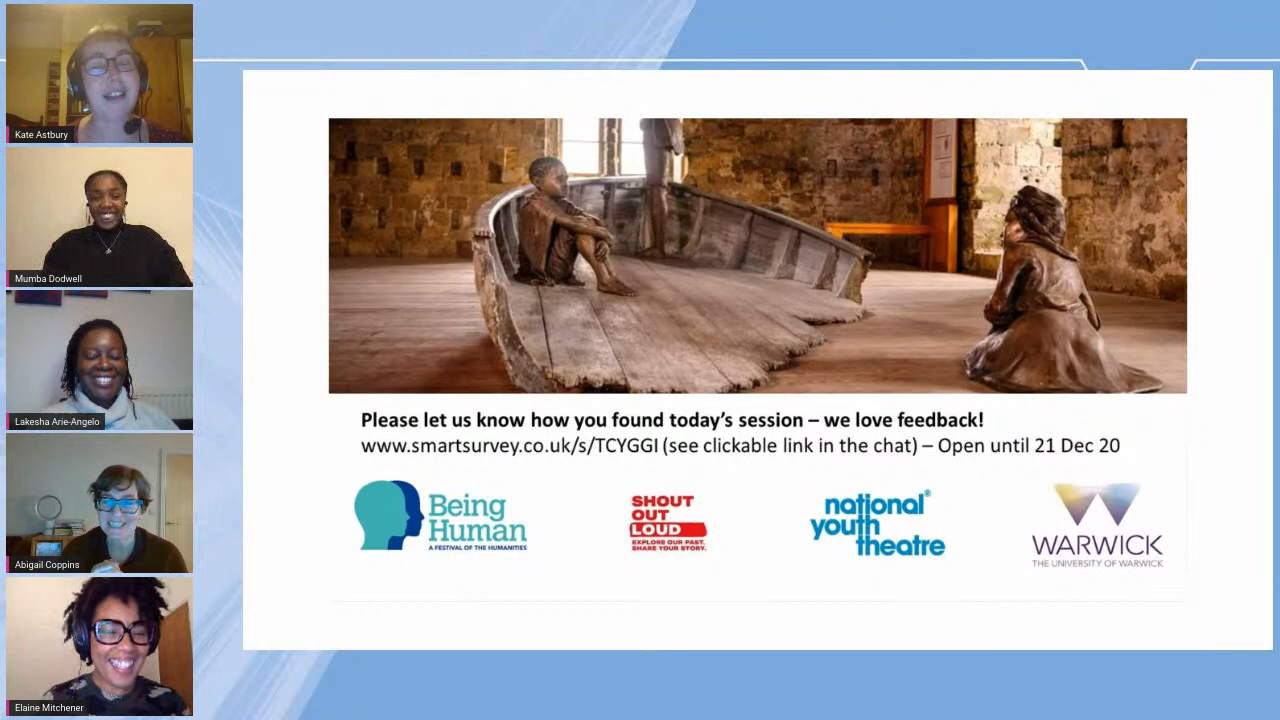 Kate Astbury
Mumba Dodwell
Lakesha Arie-Angelo
Abigail Coppins
Elaine Mitchener
Please let us know how you found today's session – we love feedback!
www.smartsurvey.co.uk/s/TCYGGI (see clickable link in the chat) – Open until 21 Dec 20
Being
Human
A FESTIVAL OF THE HUMANITIES
SHOUT
OUT
LOUD
EXPLORE OUR PAST.
SHARE YOUR STORY.
national®
youth
theatre
WARWICK
THE UNIVERSITY OF WARWICK